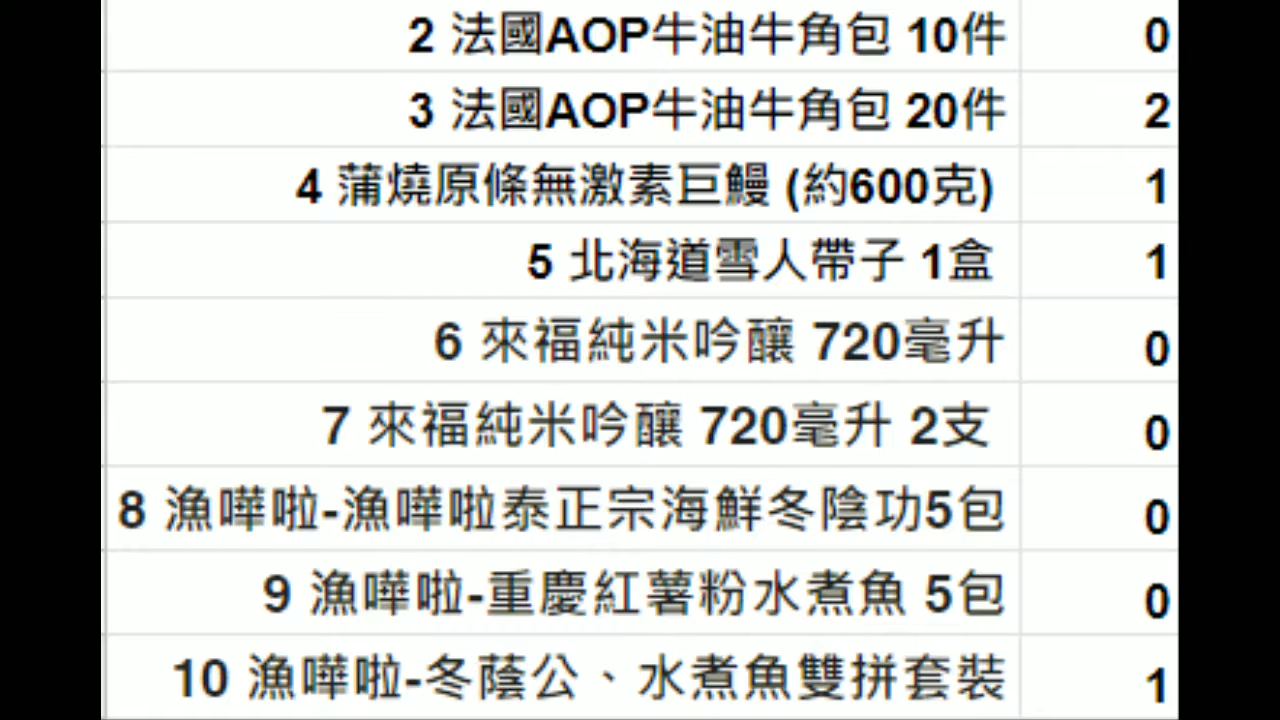 2 法國AOP牛油牛角包 10件 0
3 法國AOP牛油牛角包 20件 2
4 蒲燒原條無激素巨鰻 (約600克) 1
5 北海道雪人帶子 1盒 1
6 來福純米吟釀 720毫升 0
7 來福純米吟釀 720毫升 2支 0
8 漁嘩啦-漁嘩啦泰正宗海鮮冬陰功5包 0
9 漁嘩啦-重慶紅薯粉水煮魚 5包 0
10 漁嘩啦-冬蔭公、水煮魚雙拼套裝 1